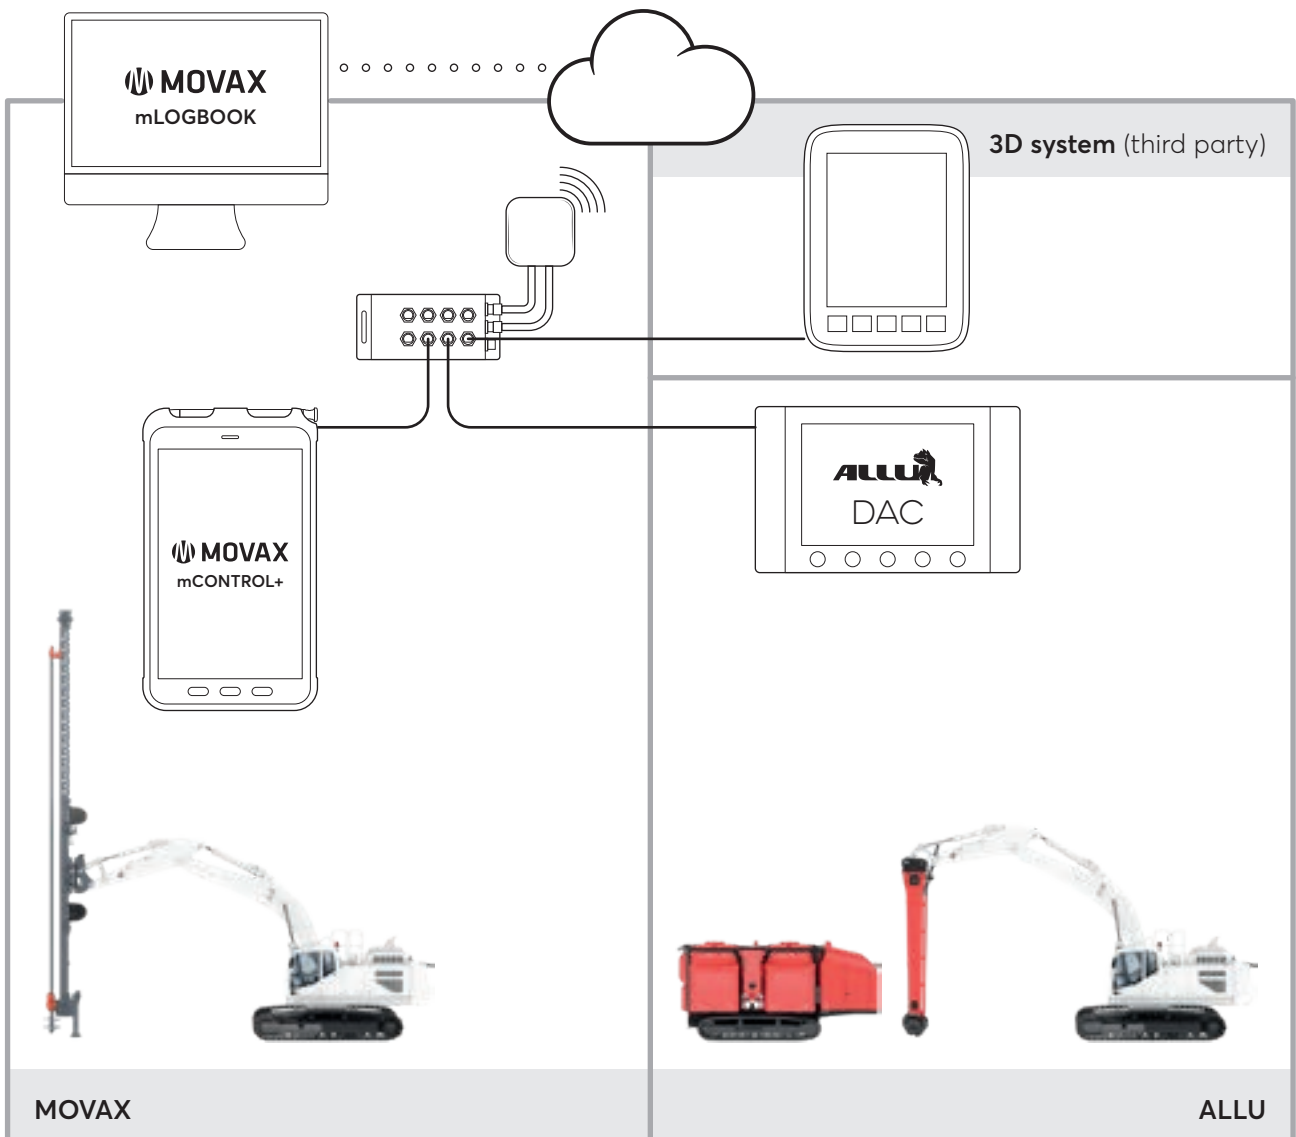 MOVAX
mLOGBOOK
3D system (third party)
ALLU
DAC
MOVAX
mCONTROL+
MOVAX
ALLU